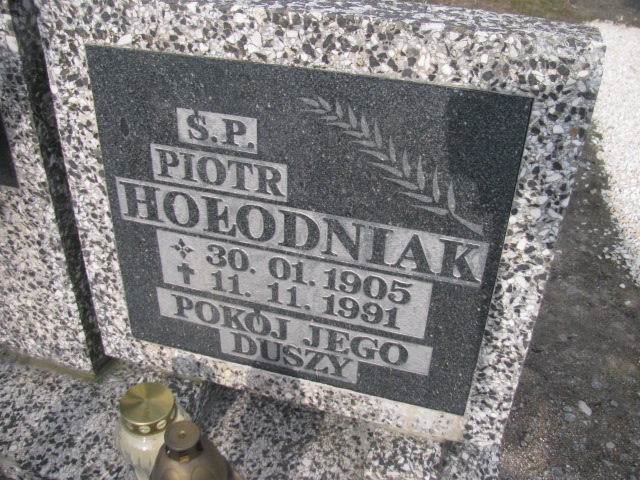 Ś.P.
PIOTR
HOŁODNIAK
30. 01. 1905
11. 11. 1991
POKÓJ JEGO
DUSZY